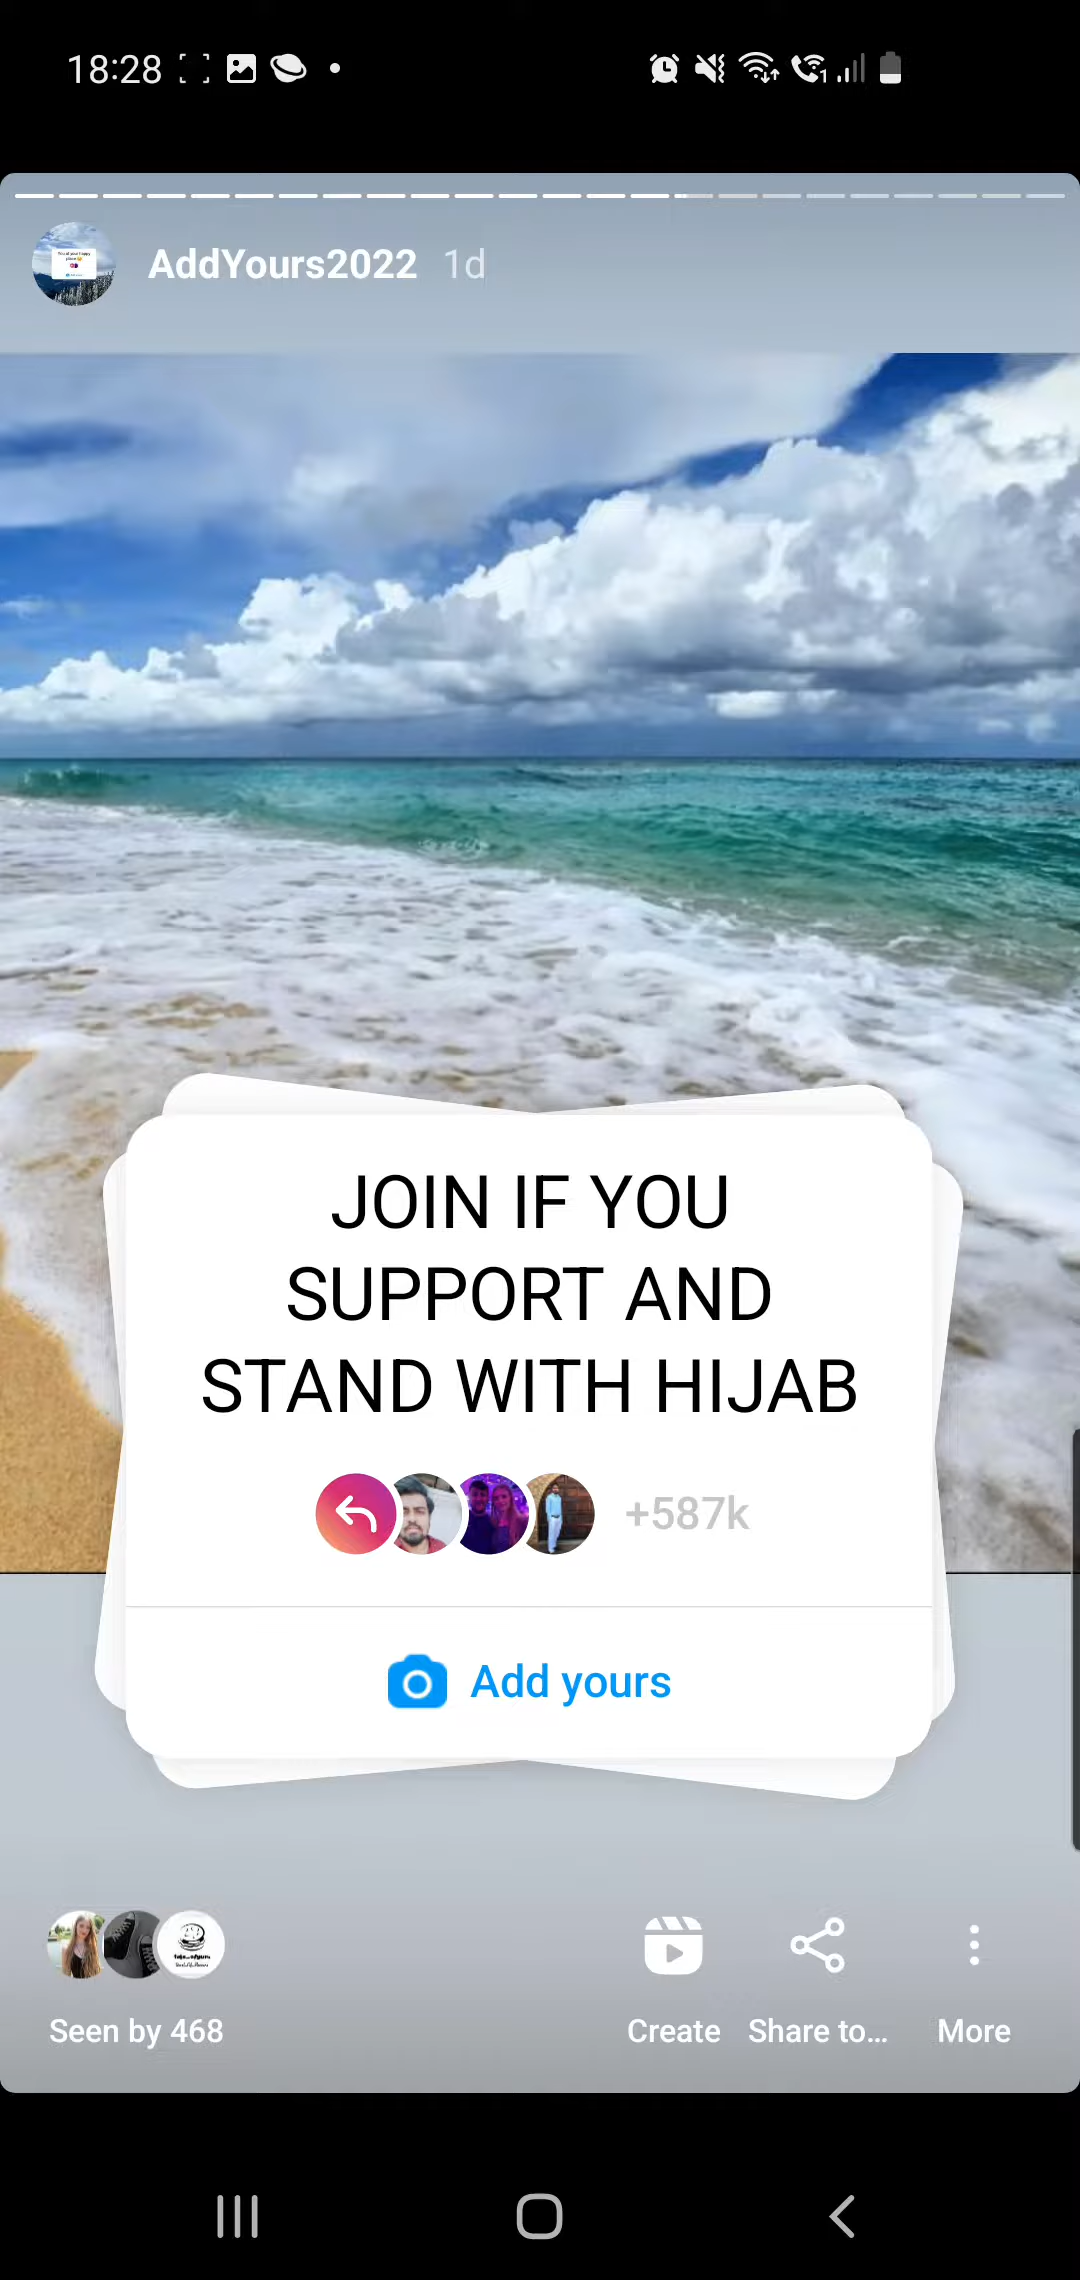 18:28
AddYours2022 1d
JOIN IF YOU
SUPPORT AND
STAND WITH HIJAB
+587k
Add yours
Seen by 468
Create
Share to...
More